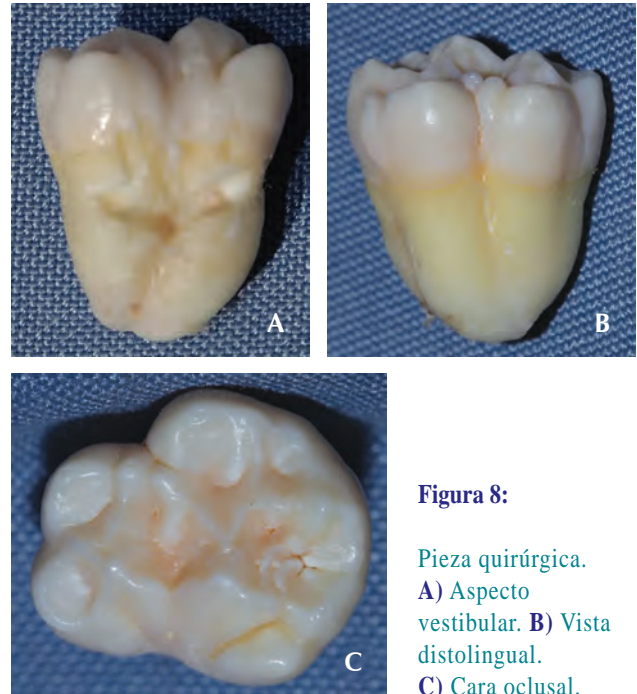 A
B
C
Figura 8:
Pieza quirúrgica.
A) Aspecto
vestibular. B) Vista
distolingual.
C) Cara oclusal.